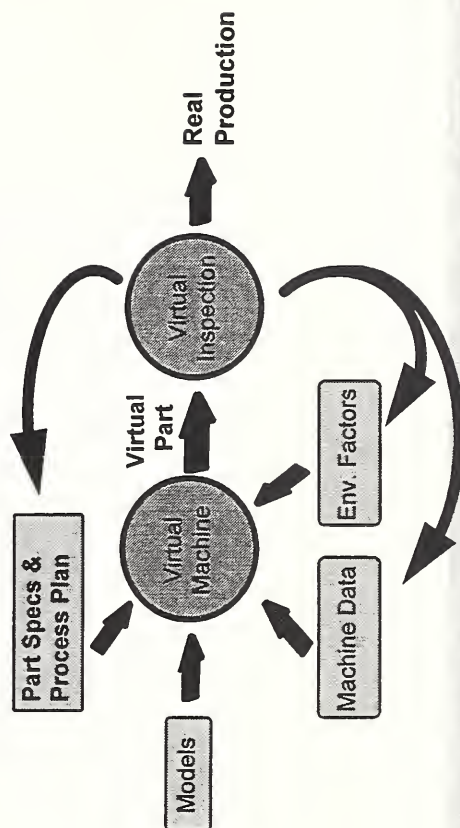 Part Specs &
Process Plan
Models
Virtual
Machine
Virtual
Part
Virtual
Inspection
Real
Production
Machine Data
Env. Factors